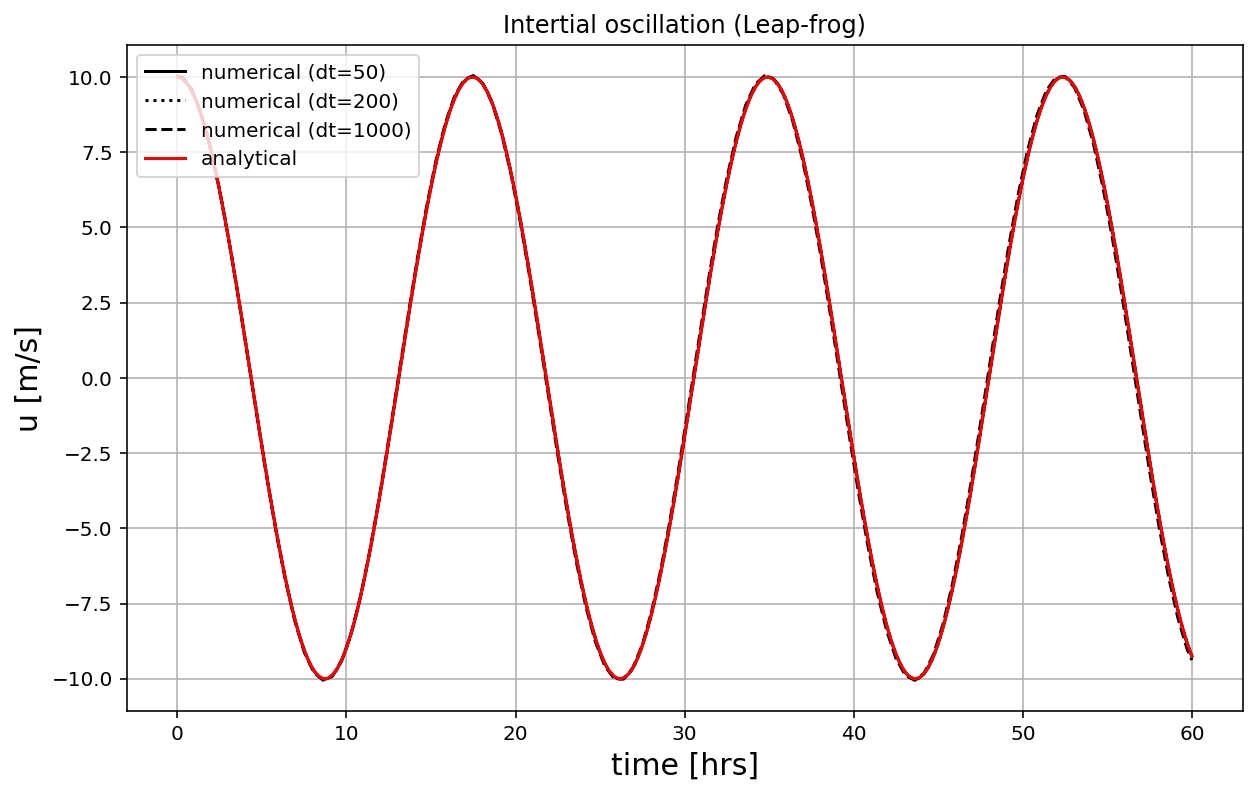 Intertial oscillation (Leap-frog)
numerical (dt=50)
numerical (dt=200)
numerical (dt=1000)
analytical
10.0
7.5
5.0
2.5
0.0
−2.5
−5.0
−7.5
−10.0
u [m/s]
0 10 20 30 40 50 60
time [hrs]